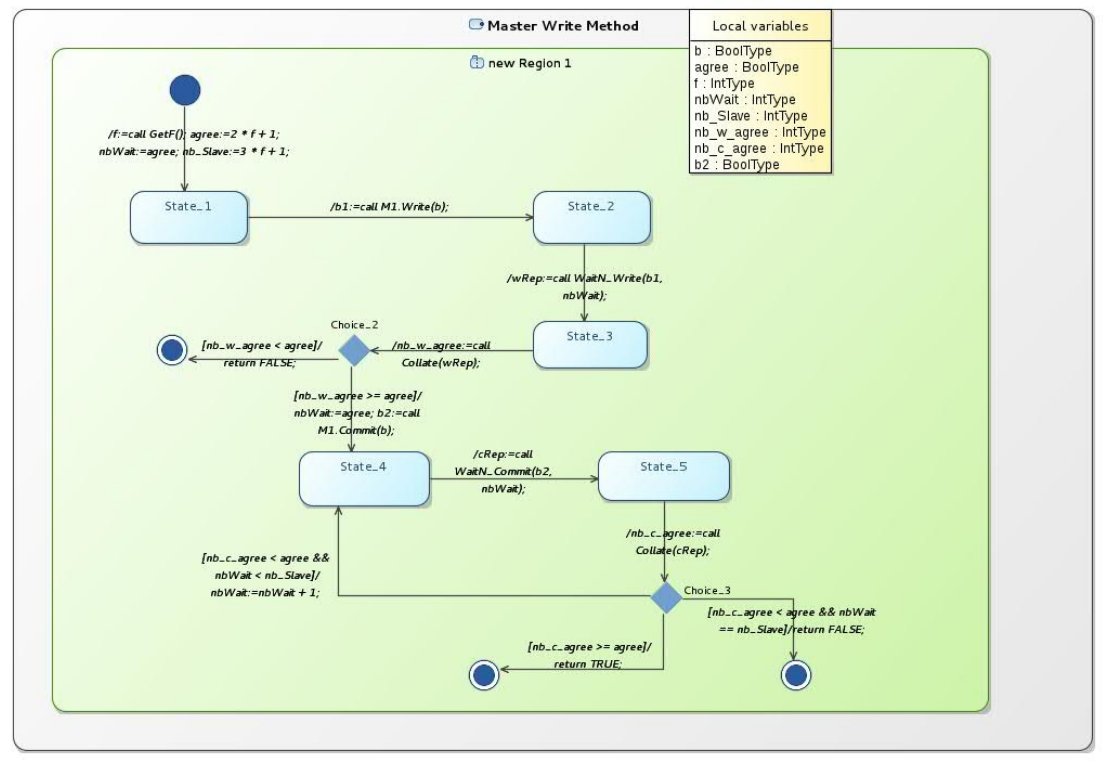 Master Write Method
new Region 1
Local variables
b : BoolType
agree : BoolType
f : IntType
nbWait : IntType
nb_Slave : IntType
nb_w_agree : IntType
nb_c_agree : IntType
b2 : BoolType
/f:=call GetF(); agree:=2 * f + 1;
nbWait:=agree; nb_Slave:=3 * f + 1;
State_1
/b1:=call M1.Write(b);
State_2
/wRep:=call WaitN_Write(b1,
nbWait);
State_3
/nb_w_agree:=call
Collate(wRep);
Choice_2
[nb_w_agree < agree]/
return FALSE;
[nb_w_agree >= agree]/
nbWait:=agree; b2:=call
M1.Commit(b);
State_4
/cRep:=call
WaitN_Commit(b2,
nbWait);
State_5
/nb_c_agree:=call
Collate(cRep);
Choice_3
[nb_c_agree < agree &&
nbWait < nb_Slave]/
nbWait:=nbWait + 1;
[nb_c_agree < agree && nbWait
== nb_Slave]/return FALSE;
[nb_c_agree >= agree]/
return TRUE;